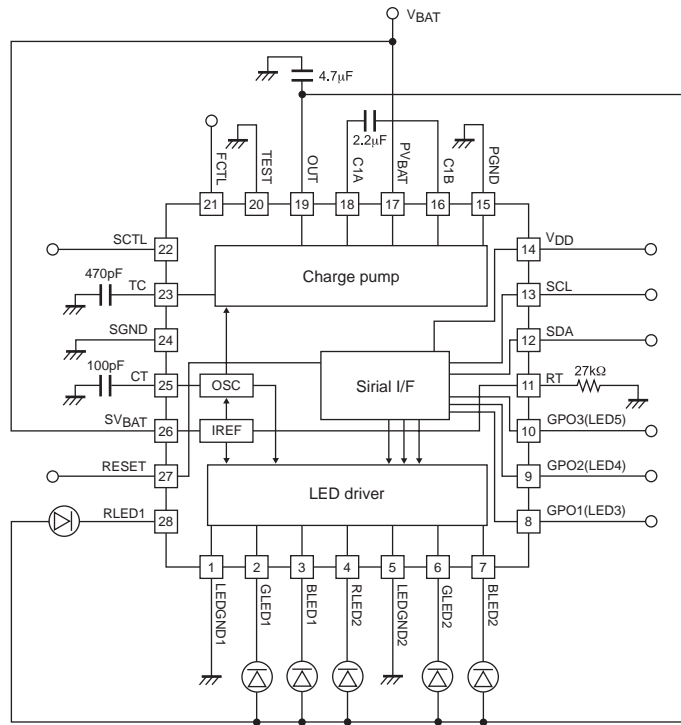 VBAT
4.7µF
2.2µF
FCTL
TEST
OUT
C1A
PVBAT
C1B
PGND
21
20
19
18
17
16
15
SCTL
22
Charge pump
14
VDD
470pF
TC
23
13
SCL
SGND
24
12
SDA
100pF
CT
25
OSC
Sirial I/F
11
RT
27kΩ
SVBAT
26
IREF
10
GPO3(LED5)
RESET
27
9
GPO2(LED4)
RLED1
28
LED driver
8
GPO1(LED3)
1
2
3
4
5
6
7
LEDGND1
GLED1
BLED1
RLED2
LEDGND2
GLED2
BLED2